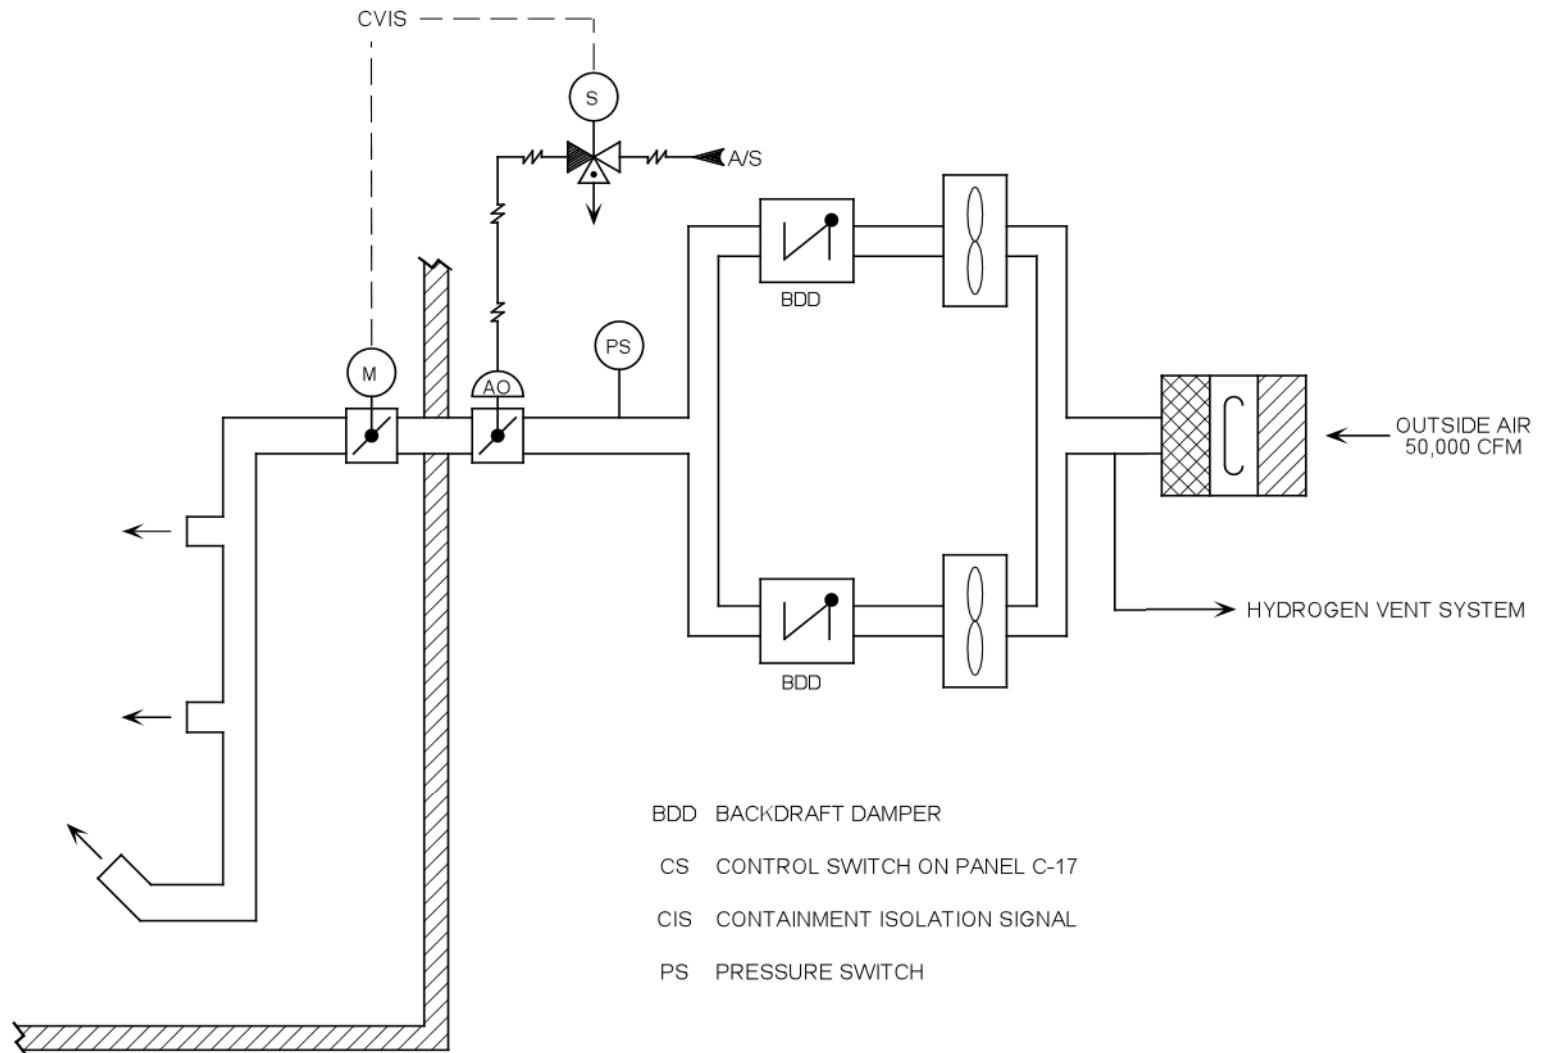 CVIS
S
A/S
BDD
PS
M
AO
OUTSIDE AIR
50,000 CFM
HYDROGEN VENT SYSTEM
BDD
BDD BACKDRAFT DAMPER
CS CONTROL SWITCH ON PANEL C-17
CIS CONTAINMENT ISOLATION SIGNAL
PS PRESSURE SWITCH